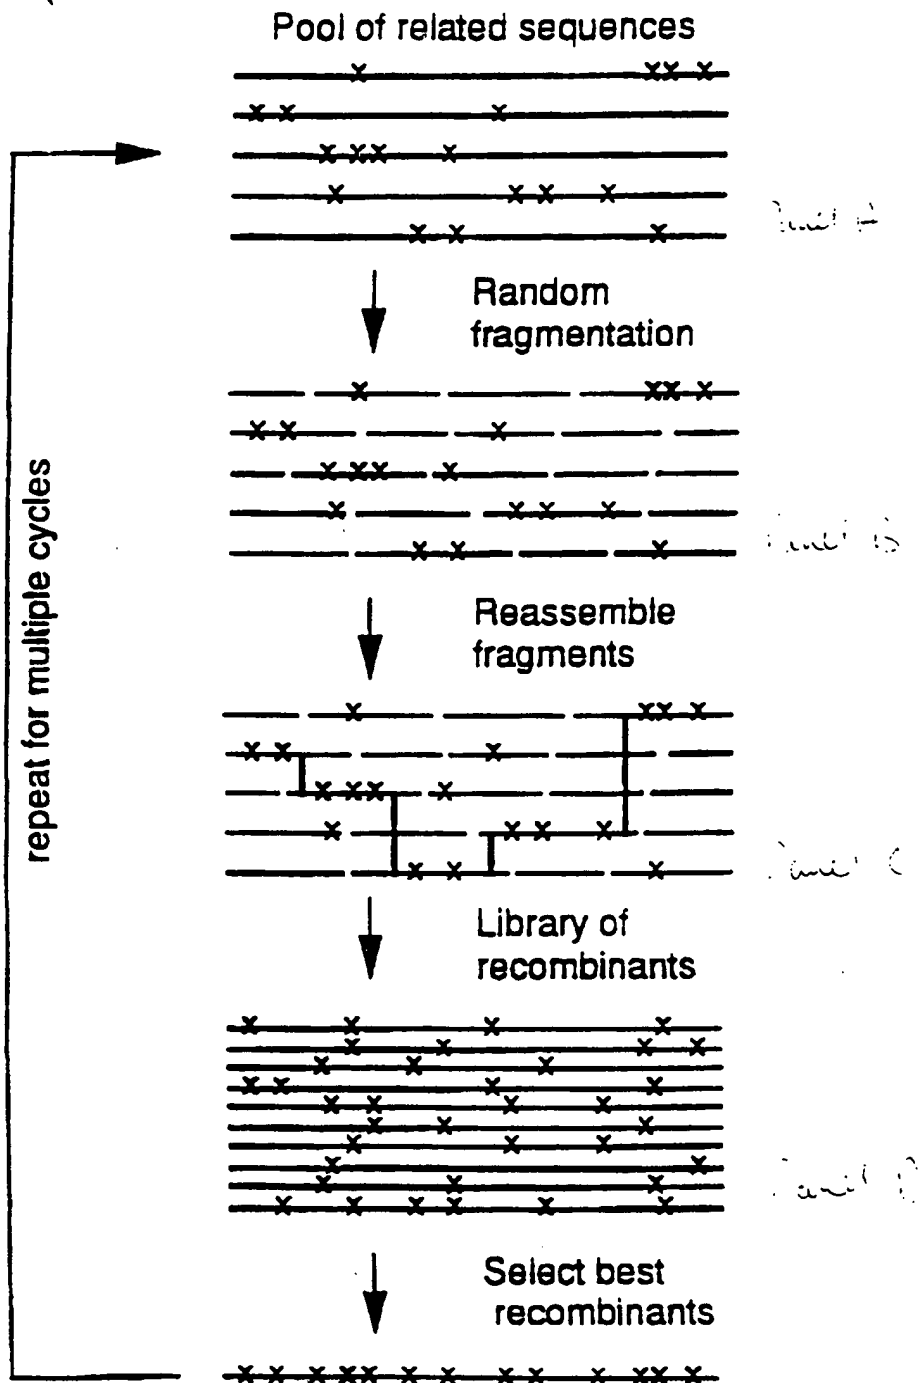 Pool of related sequences
Random
fragmentation
Reassemble
fragments
repeat for multiple cycles
Library of
recombinants
Select best
recombinants